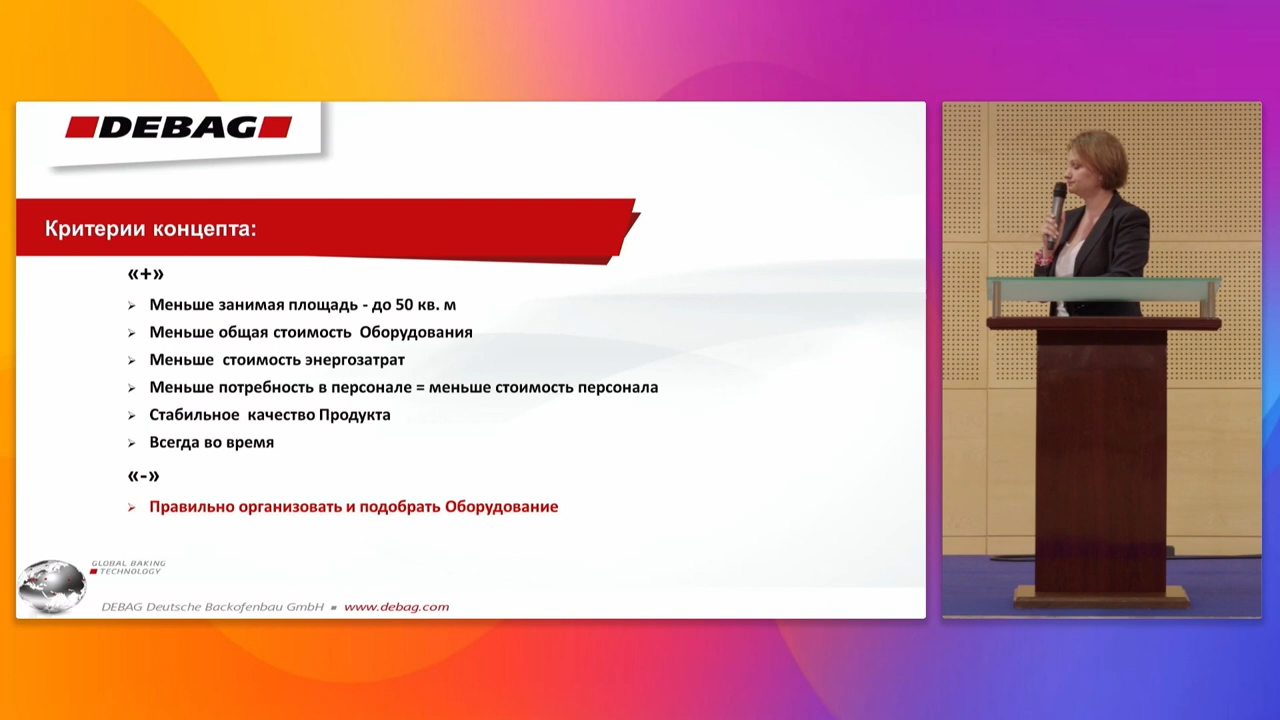 DEBAG
Критерии концепта:
«+»
Меньше занимая площадь - до 50 кв. м
Меньше общая стоимость Оборудования
Меньше стоимость энергозатрат
Меньше потребность в персонале = меньше стоимость персонала
Стабильное качество Продукта
Всегда во время
«-»
Правильно организовать и подобрать Оборудование
GLOBAL BAKING
TECHNOLOGY
DEBAG Deutsche Backofenbau GmbH ▪ www.debag.com